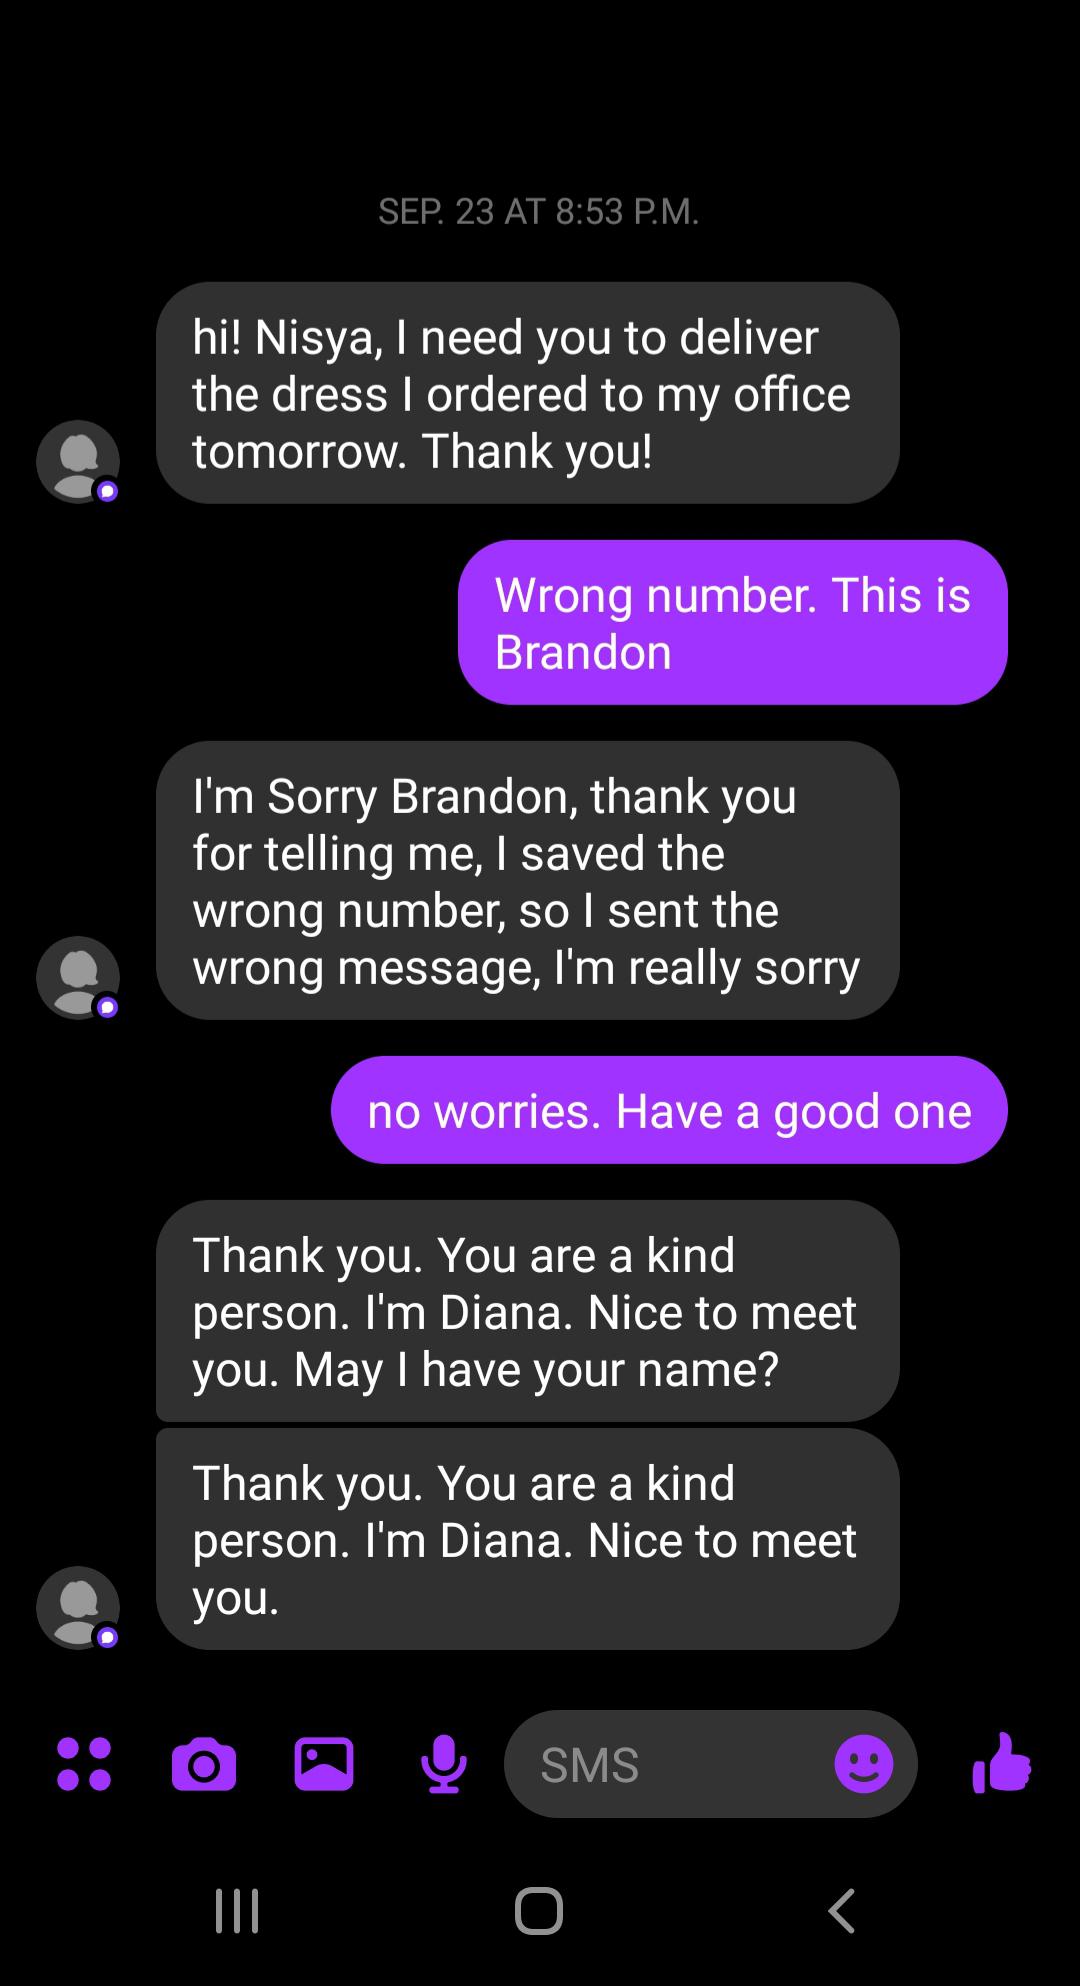 SEP. 23 AT 8:53 P.M.
hi! Nisya, I need you to deliver
the dress I ordered to my office
tomorrow. Thank you!
Wrong number. This is
Brandon
I'm Sorry Brandon, thank you
for telling me, I saved the
wrong number, so I sent the
wrong message, I'm really sorry
no worries. Have a good one
Thank you. You are a kind
person. I'm Diana. Nice to meet
you. May I have your name?
Thank you. You are a kind
person. I'm Diana. Nice to meet
you.
SMS